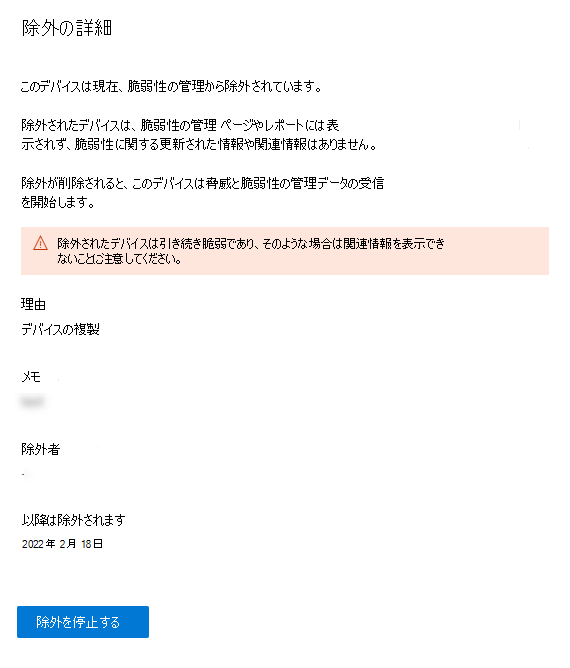 除外の詳細
このデバイスは現在、脆弱性の管理から除外されています。
除外されたデバイスは、脆弱性の管理 ページやレポートには表
示されず、脆弱性に関する更新された情報や関連情報はありません。
除外が削除されると、このデバイスは脅威と脆弱性の管理データの受信
を開始します。
除外されたデバイスは引き続き脆弱であり、そのような場合は関連情報を表示でき
ないことにご注意してください。
理由
デバイスの複製
メモ
除外者
-
以降は除外されます
2022 年 2 月 18 日
除外を停止する